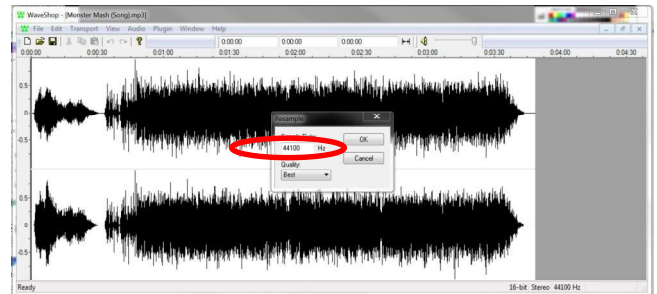 WaveShop - [Monster Mash (Song).mp3]
File Edit Transport View Audio Plugin Window Help
0:00:00 0:00:00 0:00:00
0:00:00 0:00:30 0:01:00 0:01:30 0:02:00 0:02:30 0:03:00 0:03:30 0:04:00 0:04:30
0.5
0
-0.5
Resample
44100 Hz
OK
Quality:
Cancel
Best
0.5
0
-0.5
Ready
16-bit Stereo 44100 Hz